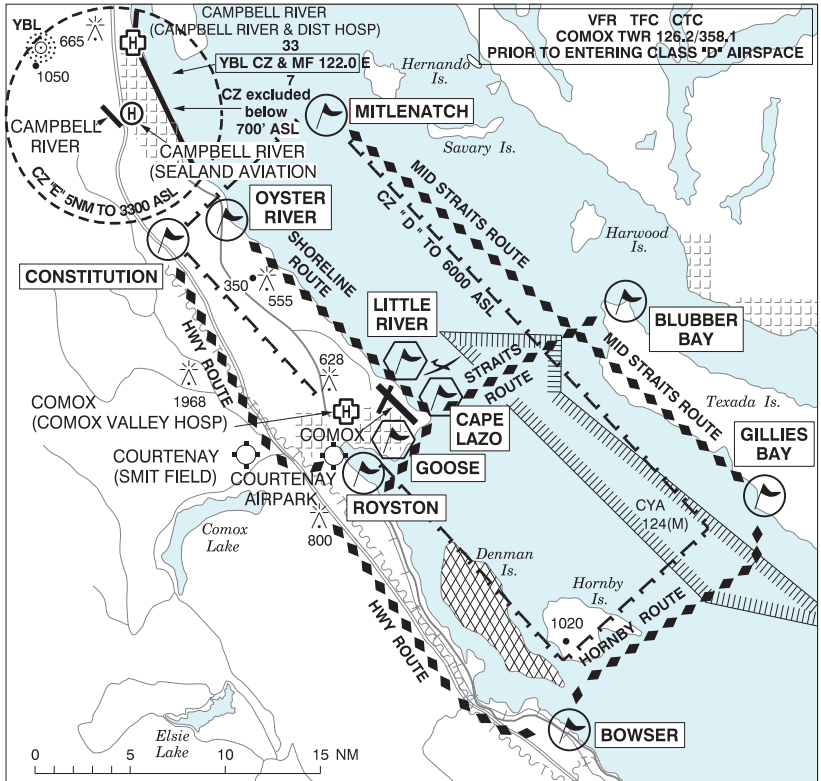 VFR TFC CTC
COMOX TWR 126.2/358.1
PRIOR TO ENTERING CLASS "D" AIRSPACE
YBL
665
1050
CAMPBELL RIVER
(CAMPBELL RIVER & DIST HOSP)
33
YBL CZ & MF 122.0 E
7
CZ excluded
below
700' ASL
Hernando
Is.
MITLENATCH
Savary Is.
CAMPBELL
RIVER
H
H
CAMPBELL RIVER
(SEALAND AVIATION
CZ "E" 5NM TO 3300 ASL
OYSTER
RIVER
MID STRAITS ROUTE
CZ "D" TO 6000 ASL
Harwood
Is.
CONSTITUTION
SHORELINE
ROUTE
350
555
HWY ROUTE
LITTLE
RIVER
BLUBBER
BAY
STRAITS
ROUTE
MID STRAITS ROUTE
628
1968
Texada Is.
COMOX
(COMOX VALLEY HOSP)
H
COMOX
CAPE
LAZO
GILLIES
BAY
COURTENAY
(SMIT FIELD)
COURTENAY
AIRPARK
GOOSE
ROYSTON
CYA
124(M)
800
Comox
Lake
Denman
Is.
Hornby
Is.
1020
HORNBY ROUTE
HWY ROUTE
BOWSER
Elsie
Lake
0 5 10 15 NM